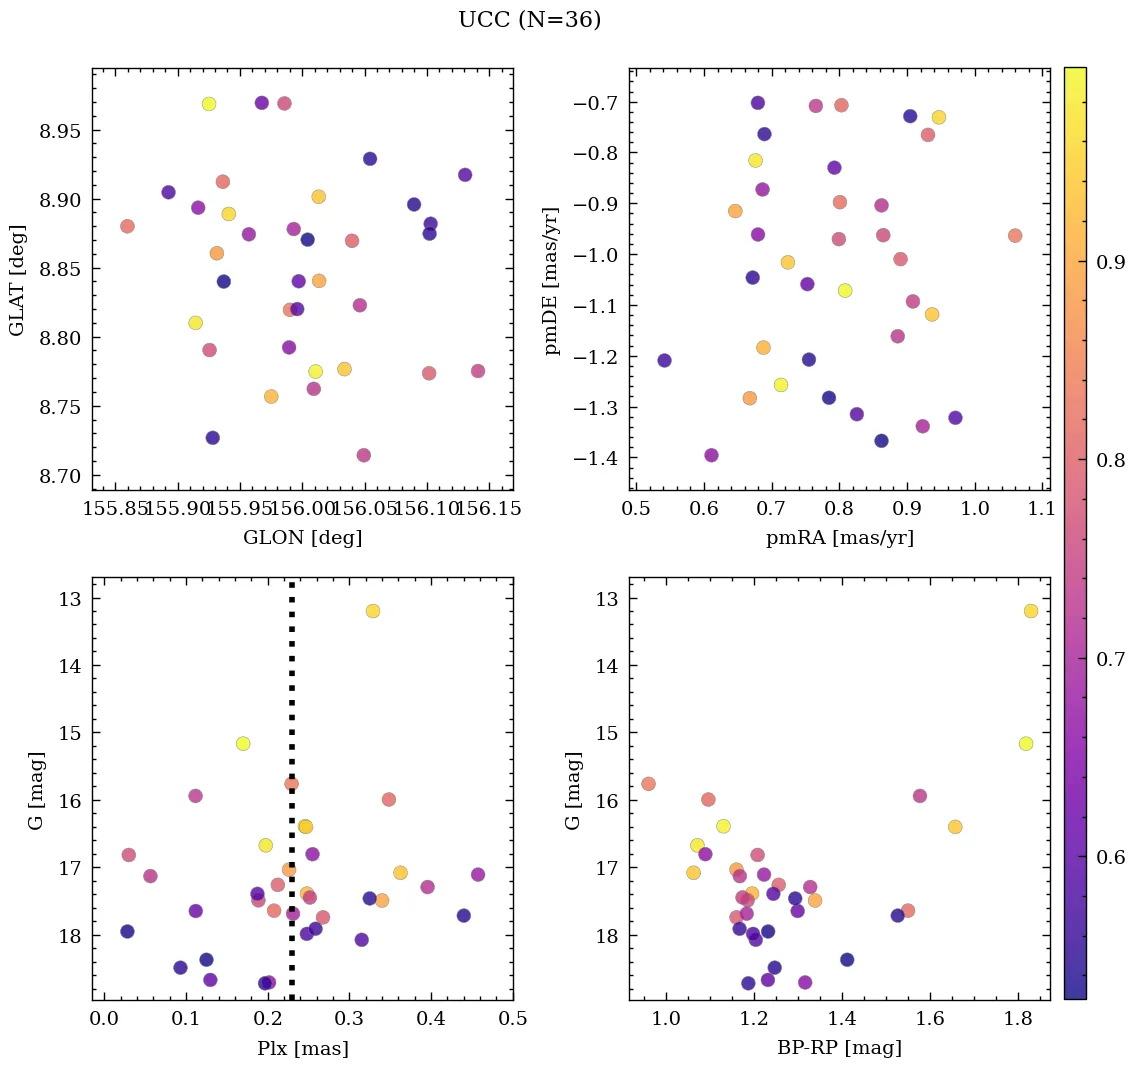 UCC (N=36)
8.95
8.90
8.85
8.80
8.75
8.70
GLAT [deg]
155.85 155.90 155.95 156.00 156.05 156.10 156.15
GLON [deg]
−0.7
−0.8
−0.9
−1.0
−1.1
−1.2
−1.3
−1.4
pmDE [mas/yr]
0.5 0.6 0.7 0.8 0.9 1.0 1.1
pmRA [mas/yr]
13
14
15
16
17
18
G [mag]
0.0 0.1 0.2 0.3 0.4 0.5
Plx [mas]
13
14
15
16
17
18
G [mag]
1.0 1.2 1.4 1.6 1.8
BP-RP [mag]
0.9
0.8
0.7
0.6